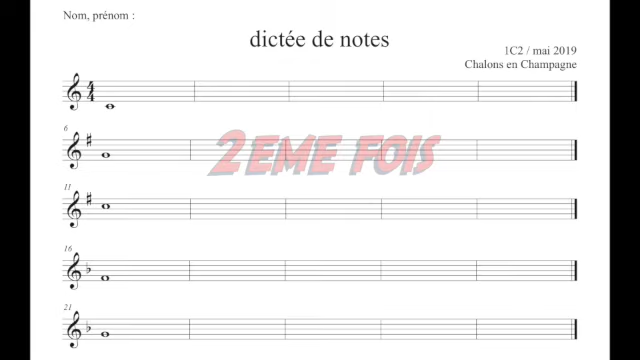 Nom, prénom :
dictée de notes
1C2 / mai 2019
Chalons en Champagne
4
4
6
2EME FOIS
11
16
21